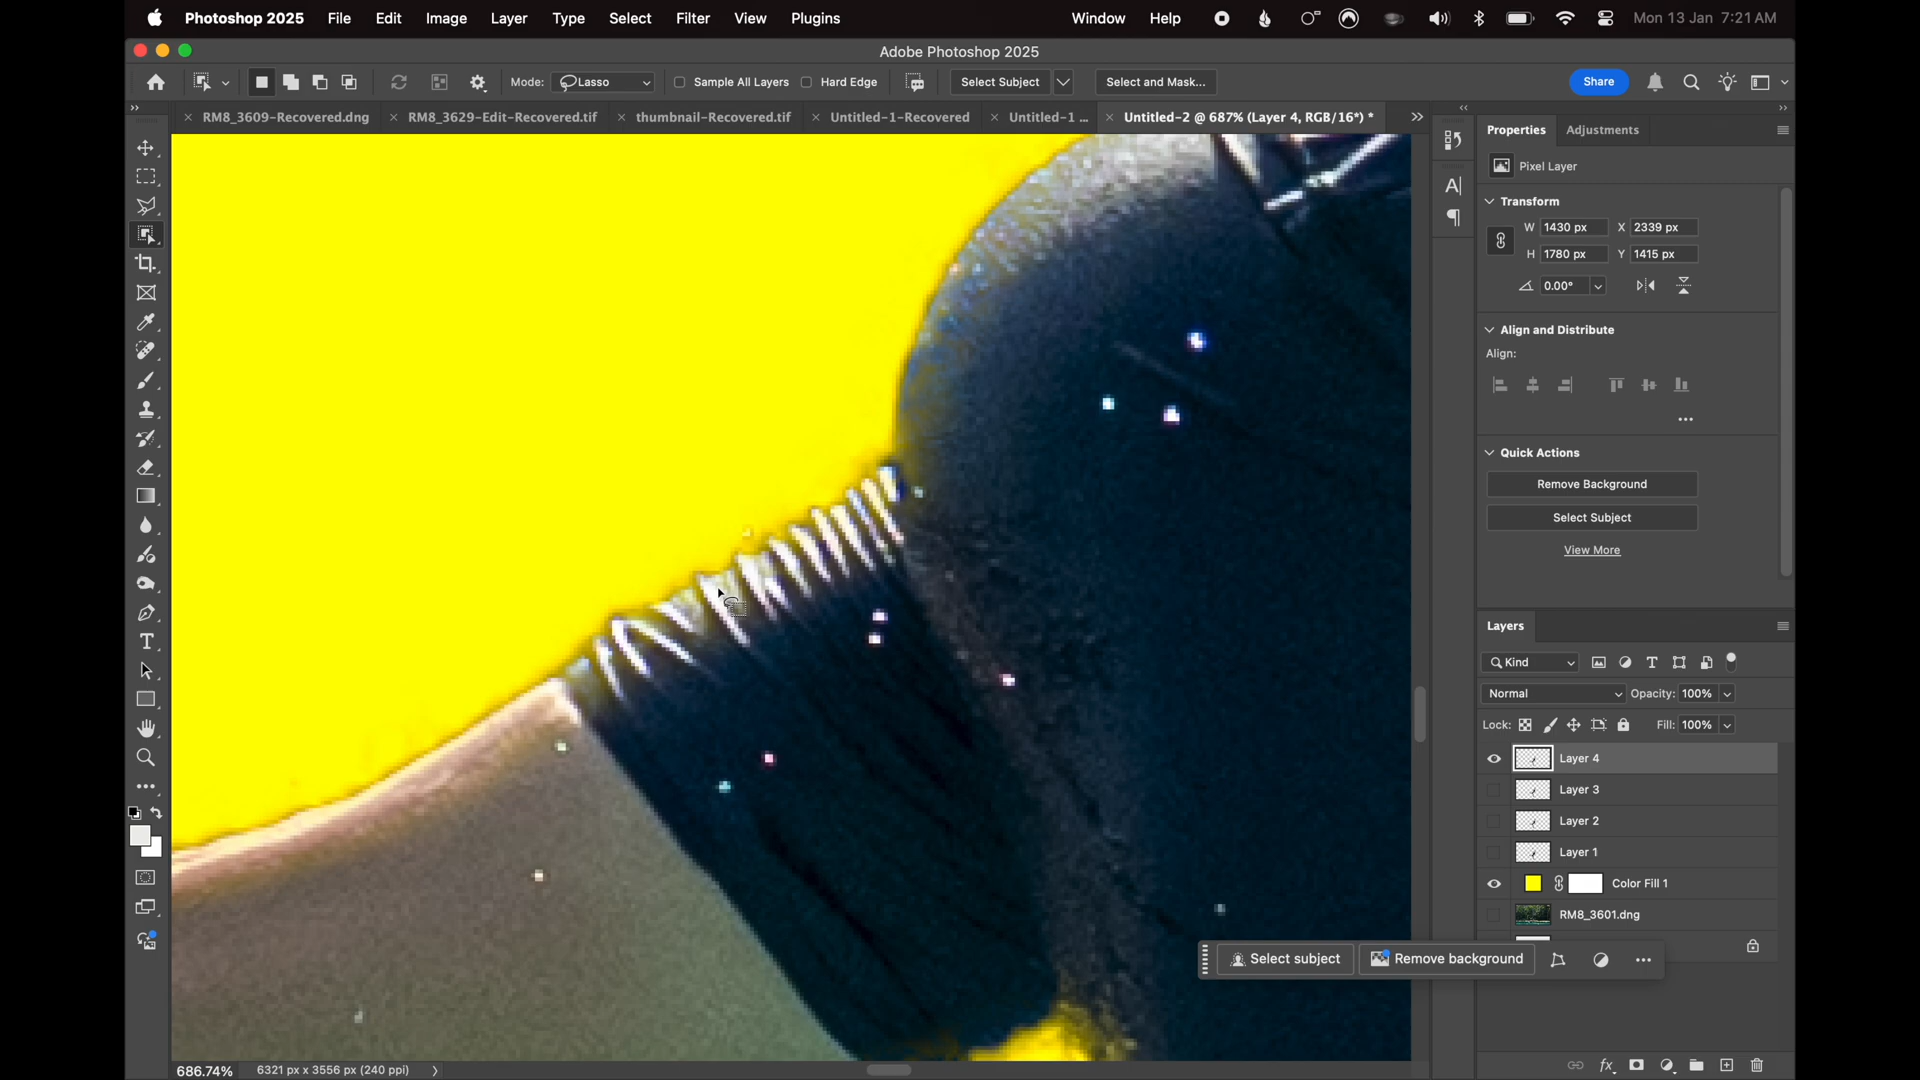 Photoshop 2025 File Edit Image Layer Type Select Filter View Plugins Window Help Mon 13 Jan 7:21 AM
Adobe Photoshop 2025
Mode: Lasso Sample All Layers Hard Edge Select Subject Select and Mask... Share
RM8_3609-Recovered.dng RM8_3629-Edit-Recovered.tif thumbnail-Recovered.tif Untitled-1-Recovered Untitled-1 ... Untitled-2 @ 687% (Layer 4, RGB/16*) *
Properties Adjustments
Pixel Layer
Transform
W 1430 px X 2339 px
H 1780 px Y 1415 px
0.00°
Align and Distribute
Align:
Quick Actions
Remove Background
Select Subject
View More
Layers
Kind
Normal Opacity: 100%
Lock: Fill: 100%
Layer 4
Layer 3
Layer 2
Layer 1
Color Fill 1
RM8_3601.dng
Select subject Remove background
686.74% 6321 px x 3556 px (240 ppi)